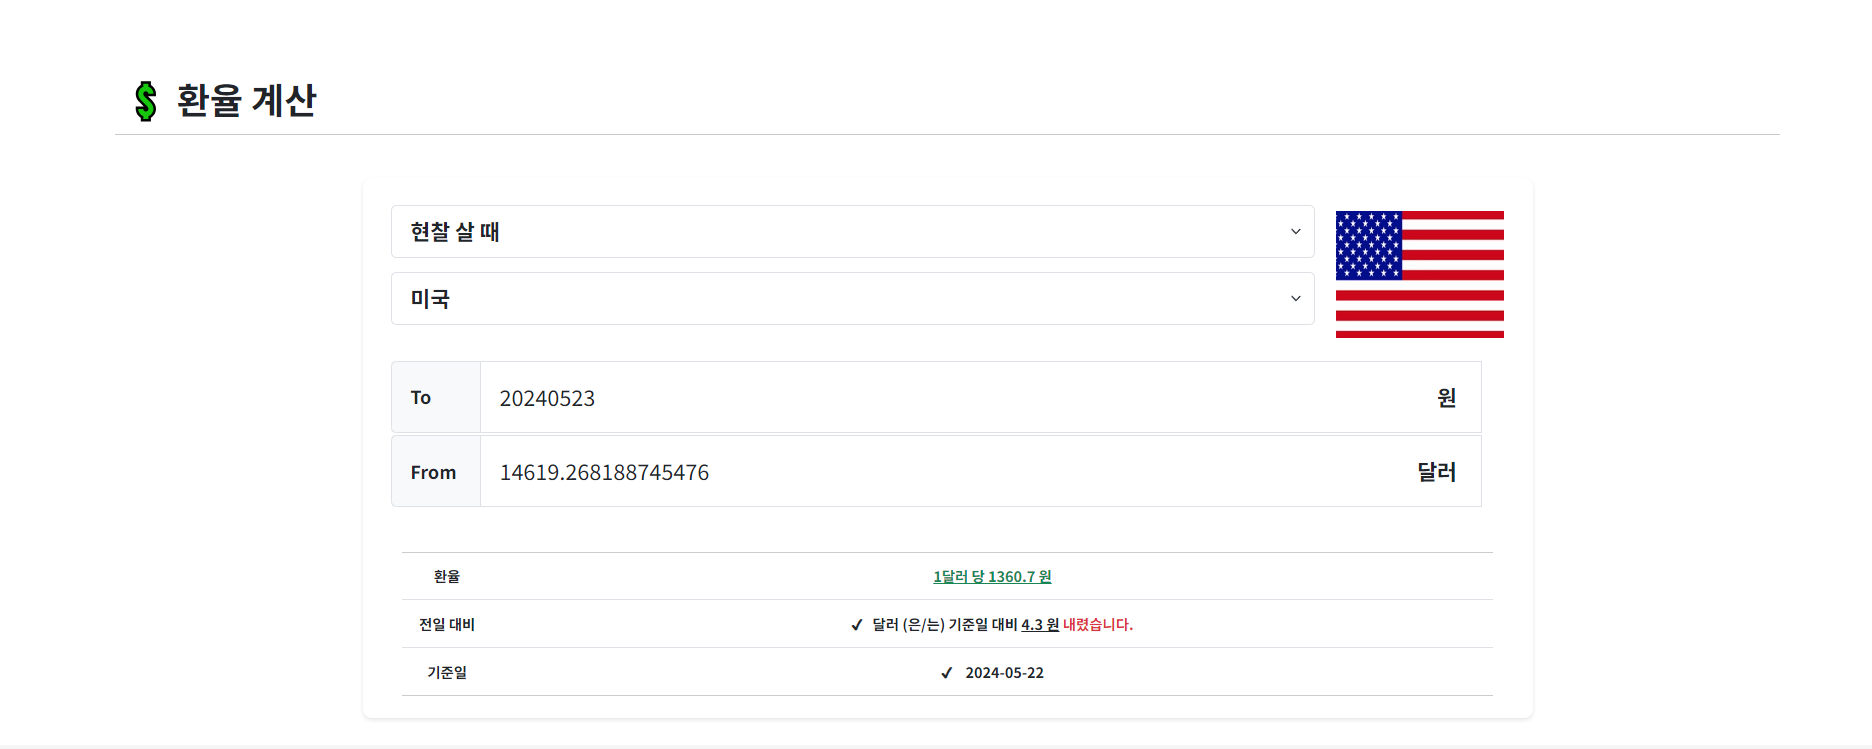 환율 계산
현찰 살 때
미국
To 20240523 원
From 14619.268188745476 달러
환율 1달러 당 1360.7 원
전일 대비 ✔ 달러 (은/는) 기준일 대비 4.3 원 내렸습니다.
기준일 ✔ 2024-05-22